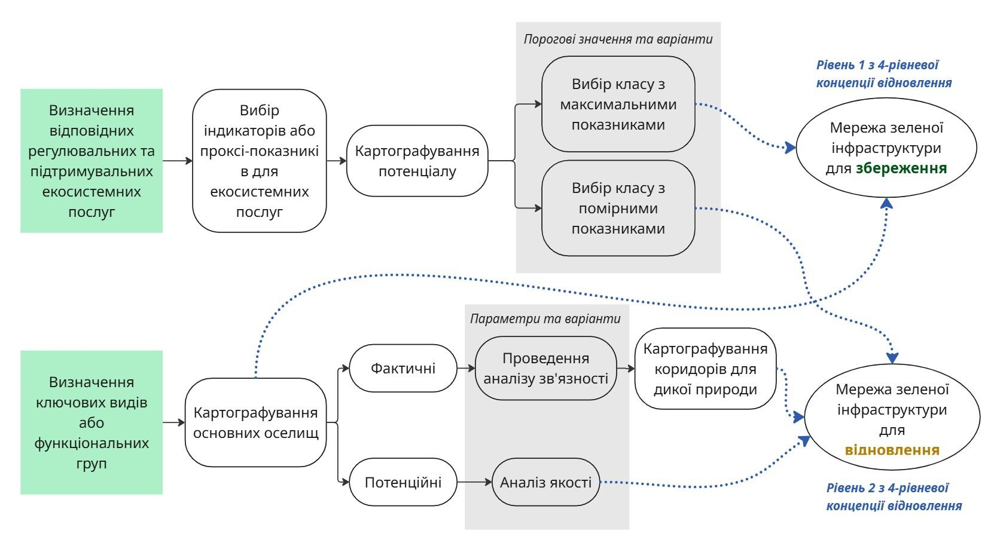 Порогові значення та варіанти
Вибір класу з
максимальними
показниками
Рівень 1 з 4-рівневої
концепції відновлення
Визначення
відповідних
регулювальних та
підтримувальних
екосистемних
послуг
Вибір
індикаторів або
проксі-показникі
в для
екосистемних
послуг
Картографування
потенціалу
Мережа зеленої
інфраструктури
для збереження
Вибір класу з
помірними
показниками
Параметри та варіанти
Визначення
ключових видів
або
функціональних
груп
Картографування
основних оселищ
Фактичні
Проведення
аналізу зв'язності
Картографування
коридорів для
дикої природи
Потенційні
Аналіз якості
Мережа зеленої
інфраструктури
для
відновлення
Рівень 2 з 4-рівневої
концепції відновлення